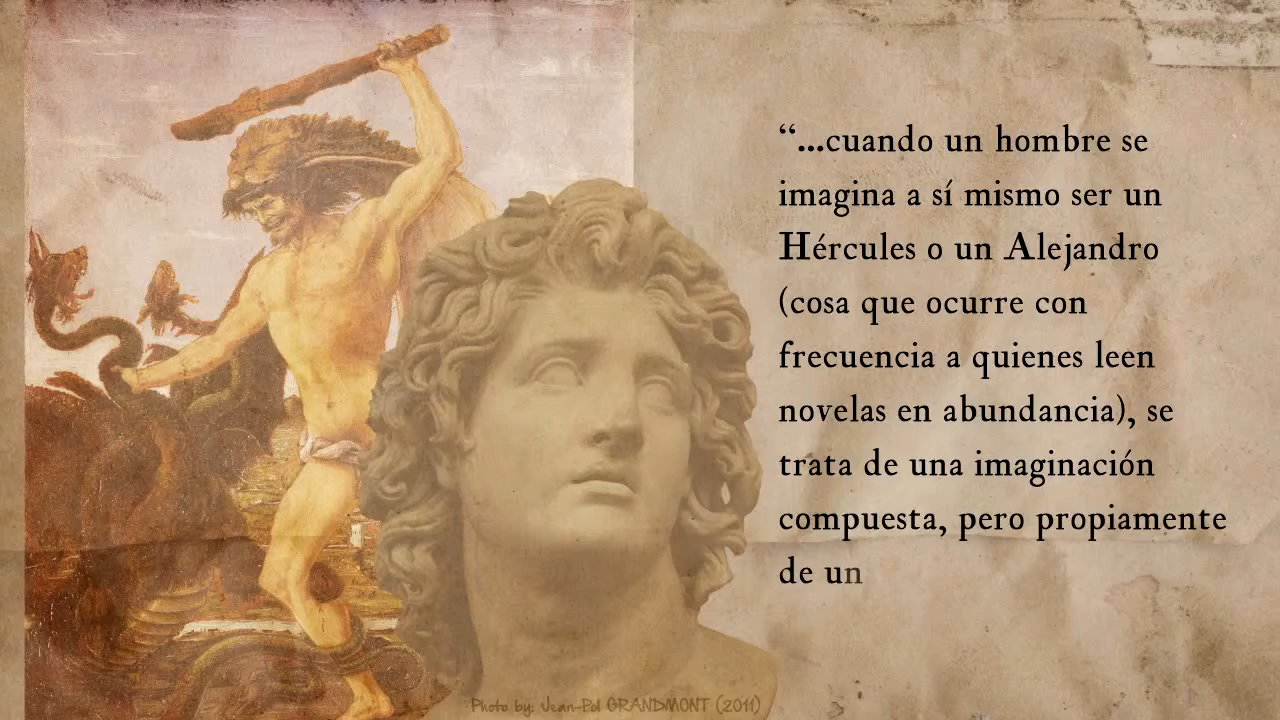 “...cuando un hombre se
imagina a sí mismo ser un
Hércules o un Alejandro
(cosa que ocurre con
frecuencia a quienes leen
novelas en abundancia), se
trata de una imaginación
compuesta, pero propiamente
de un
Photo by: Jean-Pol GRANDMONT (2011)